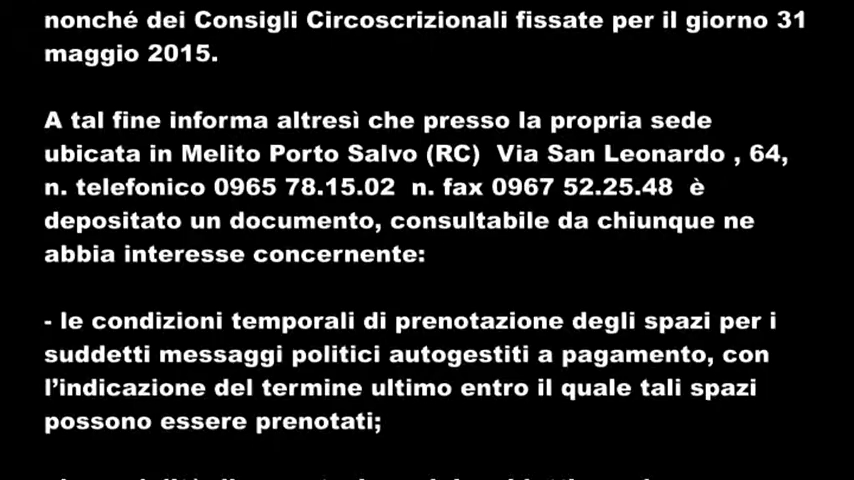 nonché dei Consigli Circoscrizionali fissate per il giorno 31
maggio 2015.
A tal fine informa altresì che presso la propria sede
ubicata in Melito Porto Salvo (RC)  Via San Leonardo , 64,
n. telefonico 0965 78.15.02  n. fax 0967 52.25.48  è
depositato un documento, consultabile da chiunque ne
abbia interesse concernente:
- le condizioni temporali di prenotazione degli spazi per i
suddetti messaggi politici autogestiti a pagamento, con
l’indicazione del termine ultimo entro il quale tali spazi
possono essere prenotati;